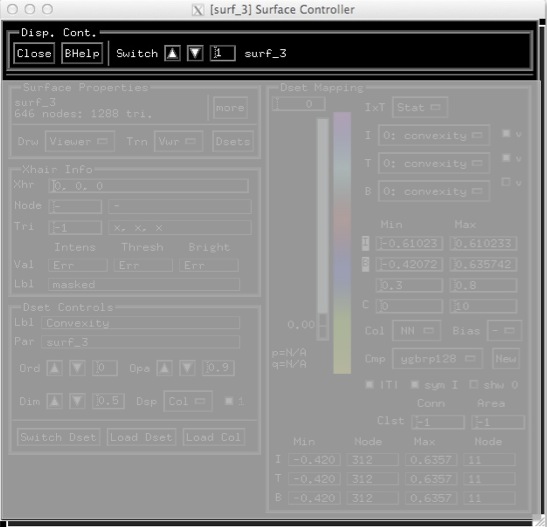 [surf_3] Surface Controller
Disp. Cont.
Close BHelp Switch 1 surf_3
Surface Properties
surf_3
646 nodes: 1288 tri.
more
Drw Viewer Trn Vwr Dsets
Xhair Info
Xhr 0, 0, 0
Node - -
Tri -1 x, x, x
Intens Thresh Bright
Val Err Err Err
Lbl masked
Dset Controls
Lbl Convexity
Par surf_3
Ord 0 Opa 0.9
Dim 0.5 Dsp Col 1
Switch Dset Load Dset Load Col
Dset Mapping
0
0.00
p=N/A
q=N/A
IxT Stat
I 0: convexity v
T 0: convexity v
B 0: convexity v
Min Max
I -0.61023 0.610233
B -0.42072 0.635742
0.3 0.8
C 0 10
Col NN Bias -
Cmp ygbrp128 New
|T| sym I shw 0
Conn Area
Clst -1 -1
Min Node Max Node
I -0.420 312 0.6357 11
T -0.420 312 0.6357 11
B -0.420 312 0.6357 11